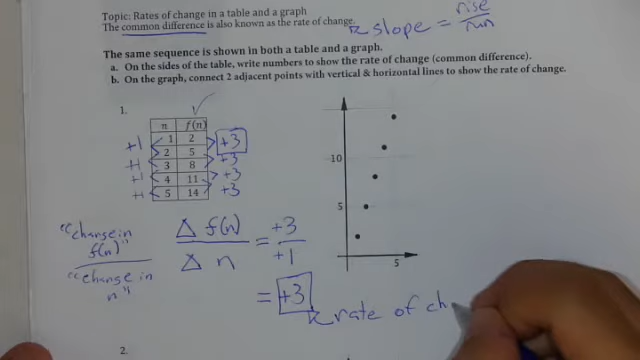 Topic: Rates of change in a table and a graph
The common difference is also known as the rate of change.
slope = rise/run
The same sequence is shown in both a table and a graph.
a. On the sides of the table, write numbers to show the rate of change (common difference).
b. On the graph, connect 2 adjacent points with vertical & horizontal lines to show the rate of change.
1.
n f(n)
+1 1 2 +3
+1 2 5 +3
+1 3 8 +3
+1 4 11 +3
5 14
10
5
5
"change in f(n)" / "change in n"
Δ f(n) / Δ n = +3 / +1
= +3
rate of ch
2.